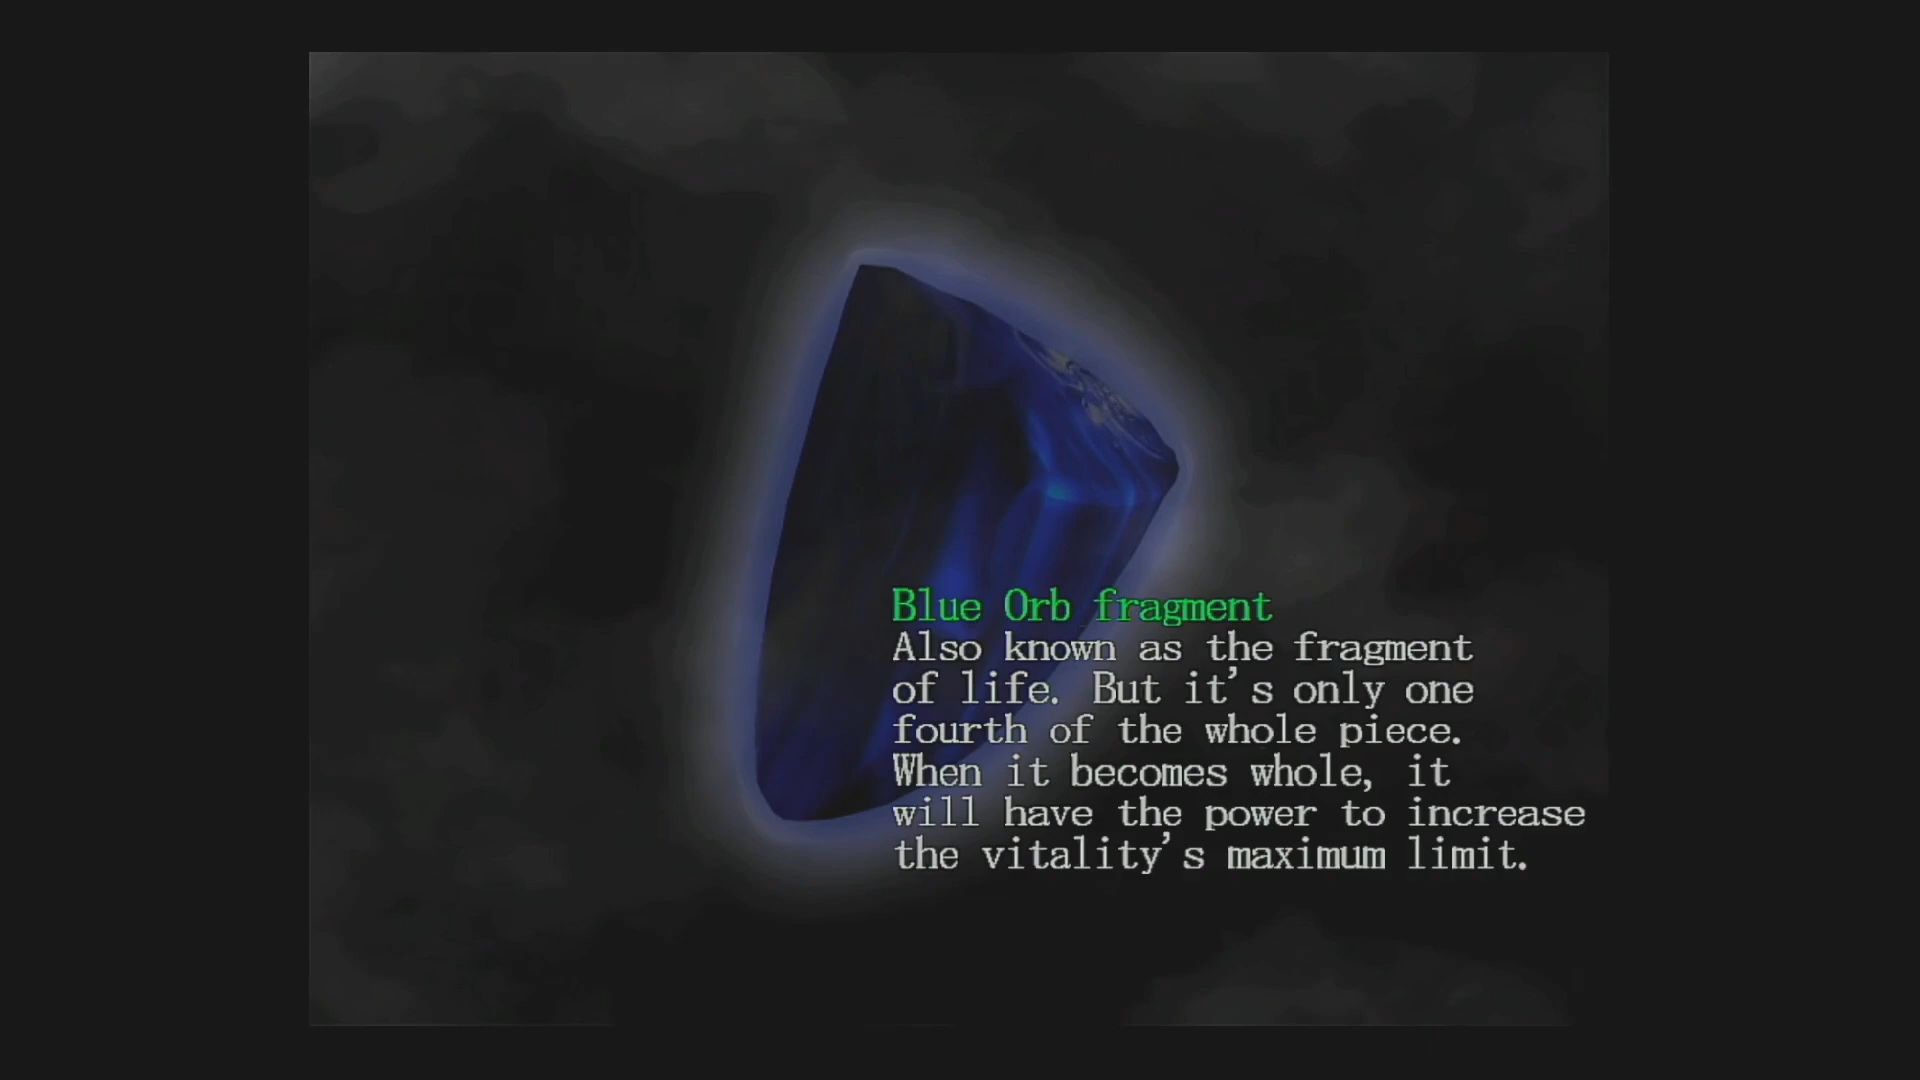 Blue Orb fragment
Also known as the fragment
of life. But it's only one
fourth of the whole piece.
When it becomes whole, it
will have the power to increase
the vitality's maximum limit.